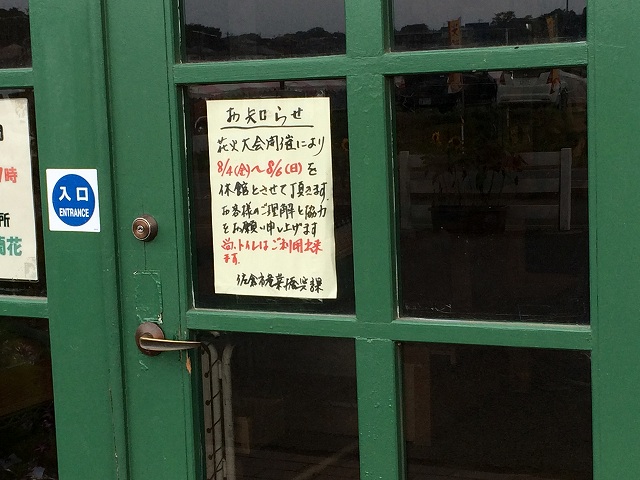 お知らせ
花火大会開催により
8/4(金)～8/6(日)を
休館とさせて頂きます。
お客様のご理解と協力
をお願い申し上げます
尚、トイレはご利用出来
ます。
佐倉市産業振興課
入口
ENTRANCE
時
所
花